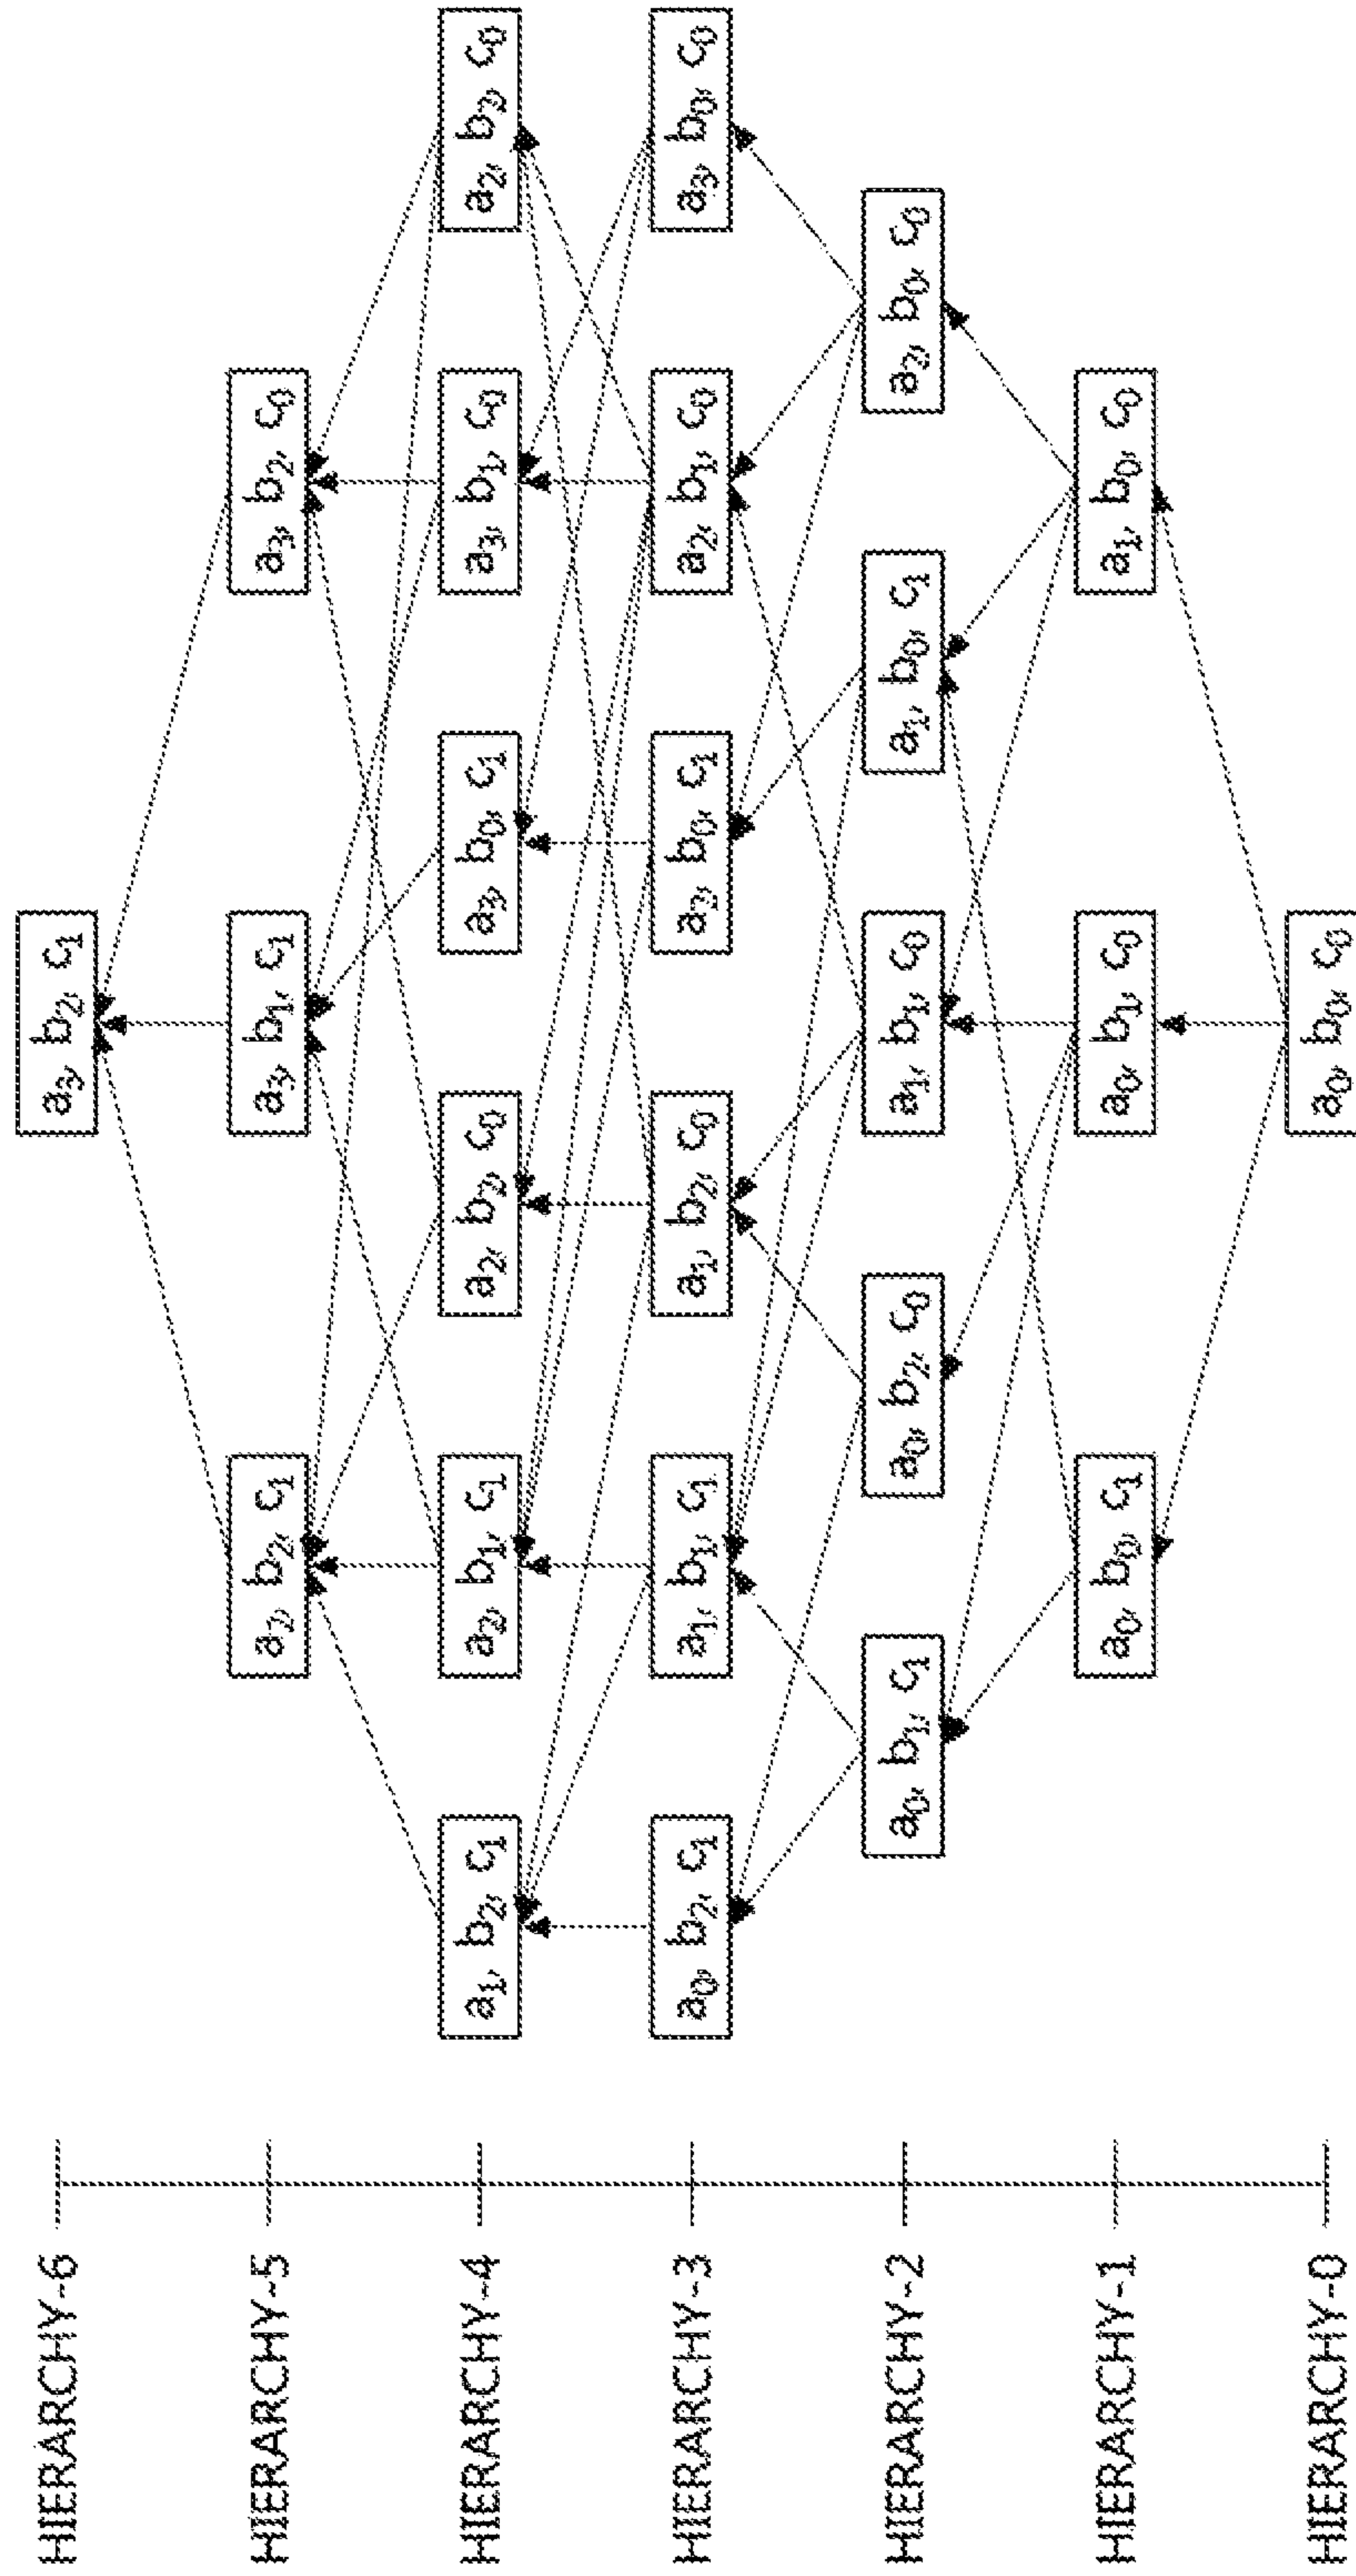 HIERARCHY-6
a₃, b₂, c₁
HIERARCHY-5
a₂, b₂, c₁
a₃, b₁, c₁
a₃, b₂, c₀
HIERARCHY-4
a₁, b₂, c₁
a₂, b₁, c₁
a₂, b₂, c₀
a₃, b₀, c₁
a₃, b₁, c₀
a₂, b₂, c₀
HIERARCHY-3
a₀, b₂, c₁
a₁, b₁, c₁
a₁, b₂, c₀
a₂, b₀, c₁
a₂, b₁, c₀
a₃, b₀, c₀
HIERARCHY-2
a₀, b₁, c₁
a₀, b₂, c₀
a₁, b₁, c₀
a₁, b₀, c₁
a₂, b₀, c₀
HIERARCHY-1
a₀, b₀, c₁
a₀, b₁, c₀
a₁, b₀, c₀
HIERARCHY-0
a₀, b₀, c₀